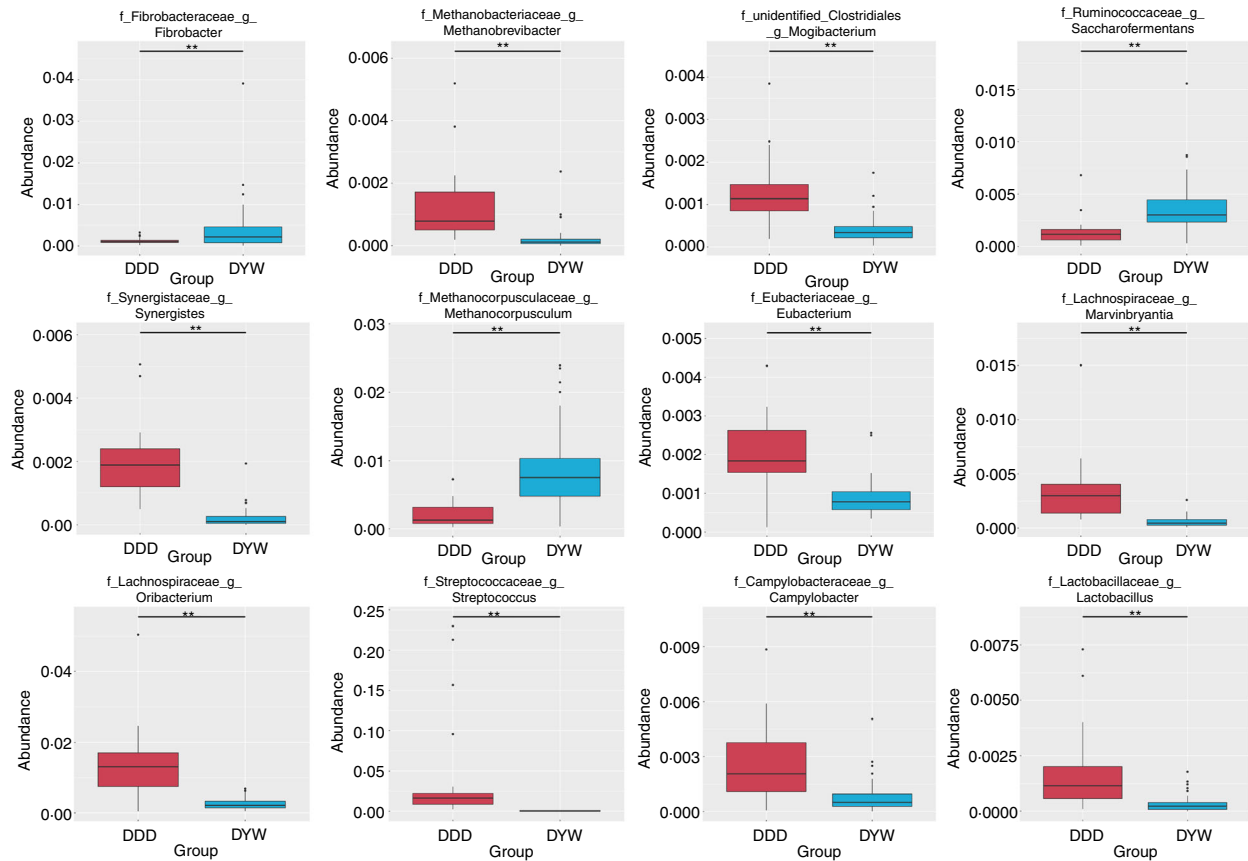 f_Fibrobacteraceae_g_
Fibrobacter
**
0·04
0·03
0·02
0·01
0·00
Abundance
DDD
DYW
Group
f_Methanobacteriaceae_g_
Methanobrevibacter
**
0·006
0·004
0·002
0·000
Abundance
DDD
DYW
Group
f_unidentified_Clostridiales
_g_Mogibacterium
**
0·004
0·003
0·002
0·001
0·000
Abundance
DDD
DYW
Group
f_Ruminococcaceae_g_
Saccharofermentans
**
0·015
0·010
0·005
0·000
Abundance
DDD
DYW
Group
f_Synergistaceae_g_
Synergistes
**
0·006
0·004
0·002
0·00
Abundance
DDD
DYW
Group
f_Methanocorpusculaceae_g_
Methanocorpusculum
**
0·03
0·02
0·01
0·00
Abundance
DDD
DYW
Group
f_Eubacteriaceae_g_
Eubacterium
**
0·005
0·004
0·003
0·002
0·001
0·000
Abundance
DDD
DYW
Group
f_Lachnospiraceae_g_
Marvinbryantia
**
0·015
0·010
0·005
0·000
Abundance
DDD
DYW
Group
f_Lachnospiraceae_g_
Oribacterium
**
0·04
0·02
0·00
Abundance
DDD
DYW
Group
f_Streptococcaceae_g_
Streptococcus
**
0·25
0·20
0·15
0·10
0·05
0·00
Abundance
DDD
DYW
Group
f_Campylobacteraceae_g_
Campylobacter
**
0·009
0·006
0·003
0·000
Abundance
DDD
DYW
Group
f_Lactobacillaceae_g_
Lactobacillus
**
0·0075
0·0050
0·0025
0·0000
Abundance
DDD
DYW
Group